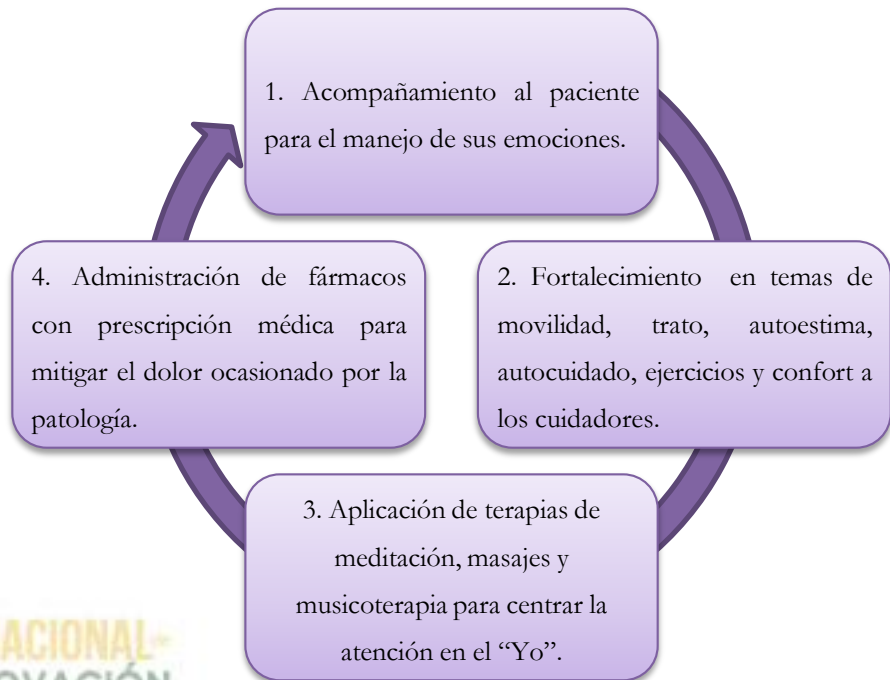 1. Acompañamiento al paciente
para el manejo de sus emociones.
2. Fortalecimiento en temas de
movilidad, trato, autoestima,
autocuidado, ejercicios y confort a
los cuidadores.
3. Aplicación de terapias de
meditación, masajes y
musicoterapia para centrar la
atención en el “Yo”.
4. Administración de fármacos
con prescripción médica para
mitigar el dolor ocasionado por la
patología.
ACIONAL-
OVACIÓN